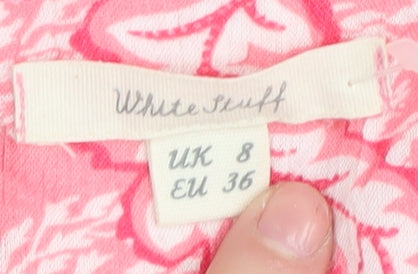 White Stuff
UK 8
EU 36